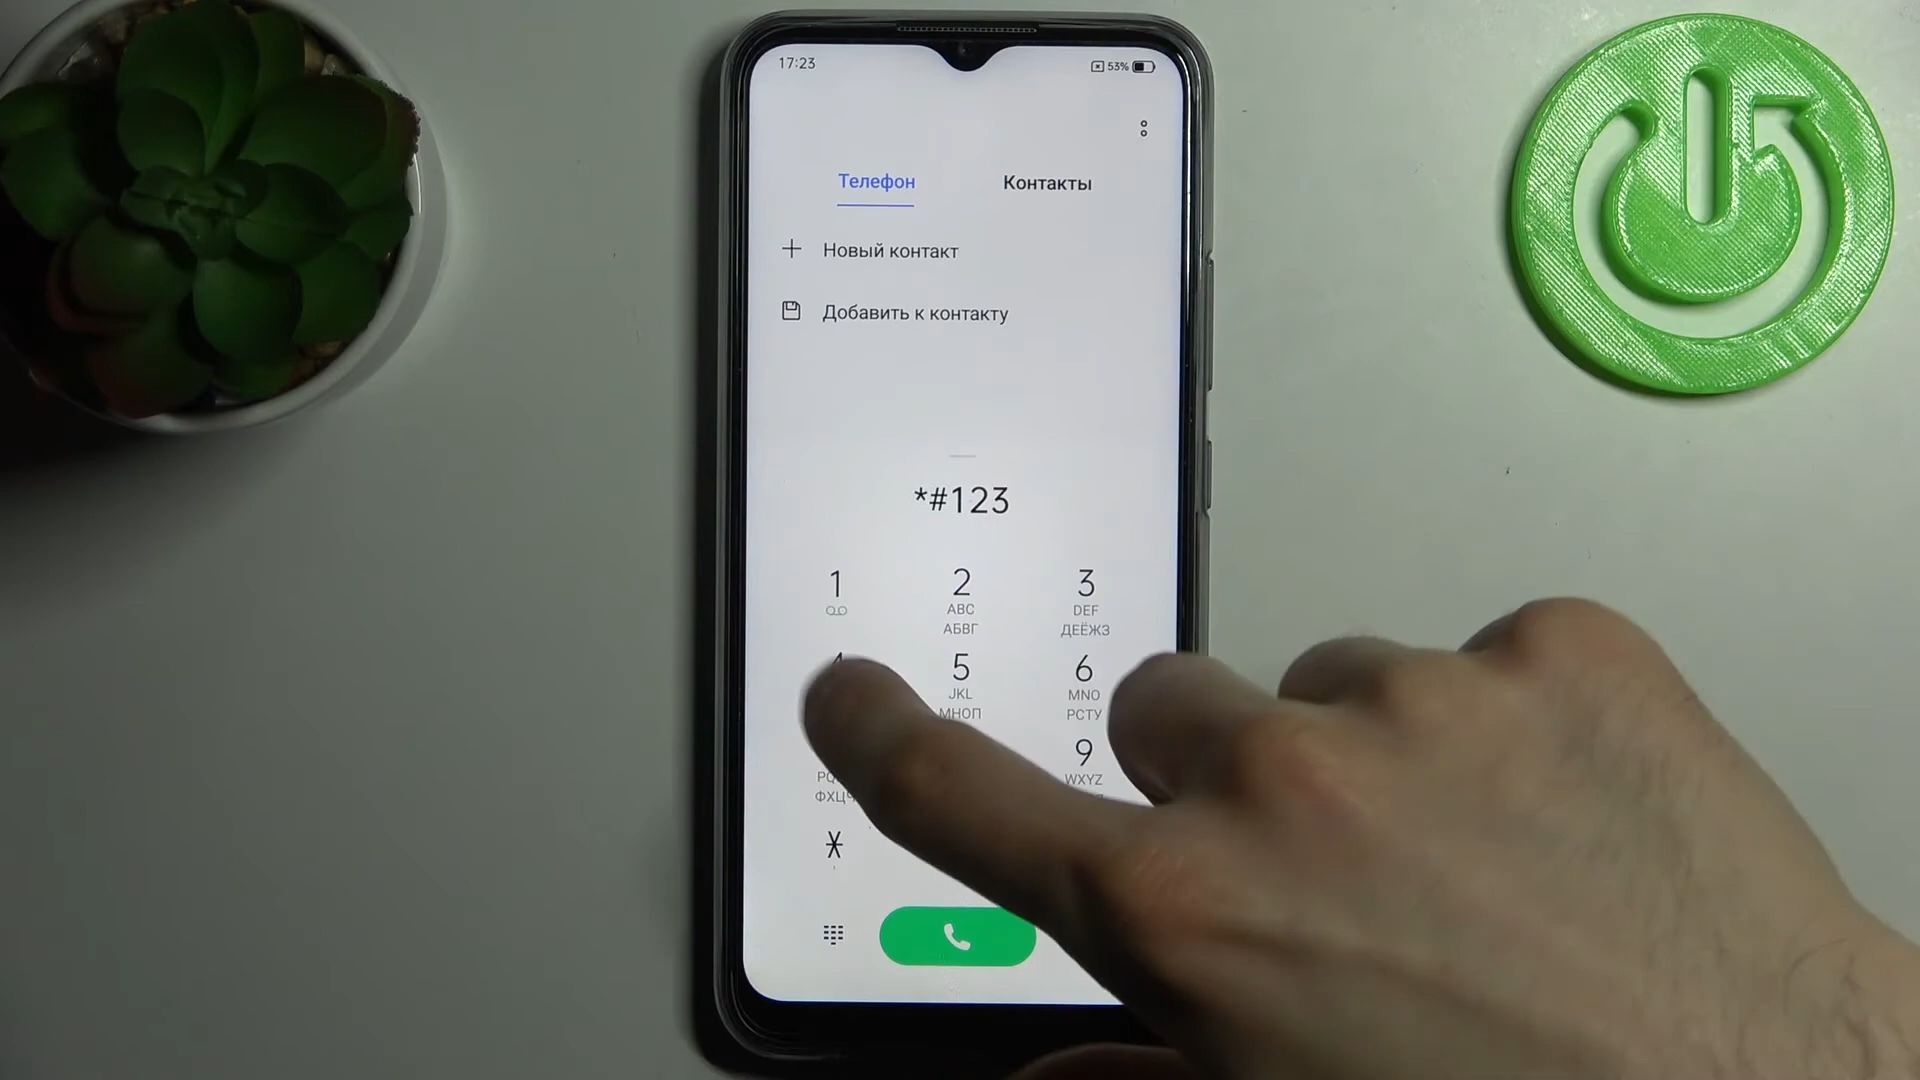 17:23 53%
Телефон Контакты
Новый контакт
Добавить к контакту
*#123
1 2 3
ABC DEF
АБВГ ДЕЁЖЗ
4 5 6
JKL MNO
МНОП РСТУ
9
WXYZ
*